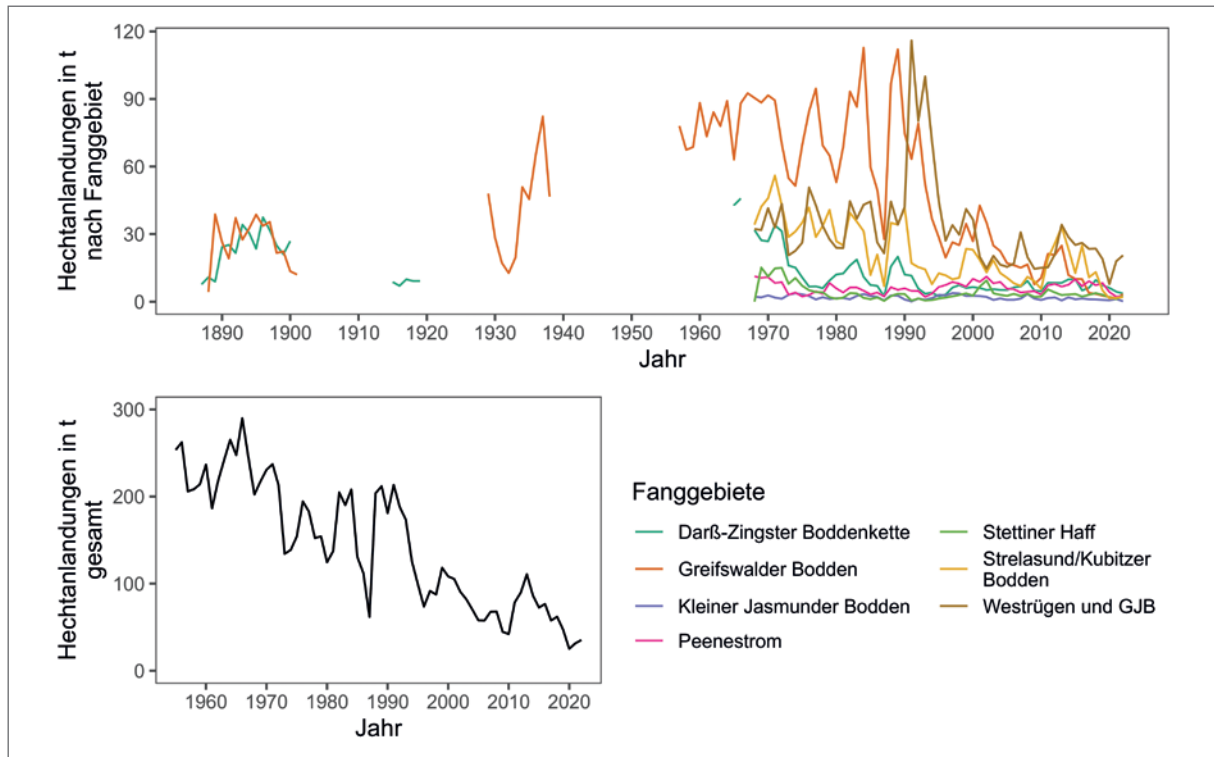 Hechtanlandungen in t
nach Fanggebiet
120
90
60
30
0
1890 1900 1910 1920 1930 1940 1950 1960 1970 1980 1990 2000 2010 2020
Jahr
Hechtanlandungen in t
gesamt
300
200
100
0
1960 1970 1980 1990 2000 2010 2020
Jahr
Fanggebiete
Darß-Zingster Boddenkette
Greifswalder Bodden
Kleiner Jasmunder Bodden
Peenestrom
Stettiner Haff
Strelasund/Kubitzer
Bodden
Westrügen und GJB